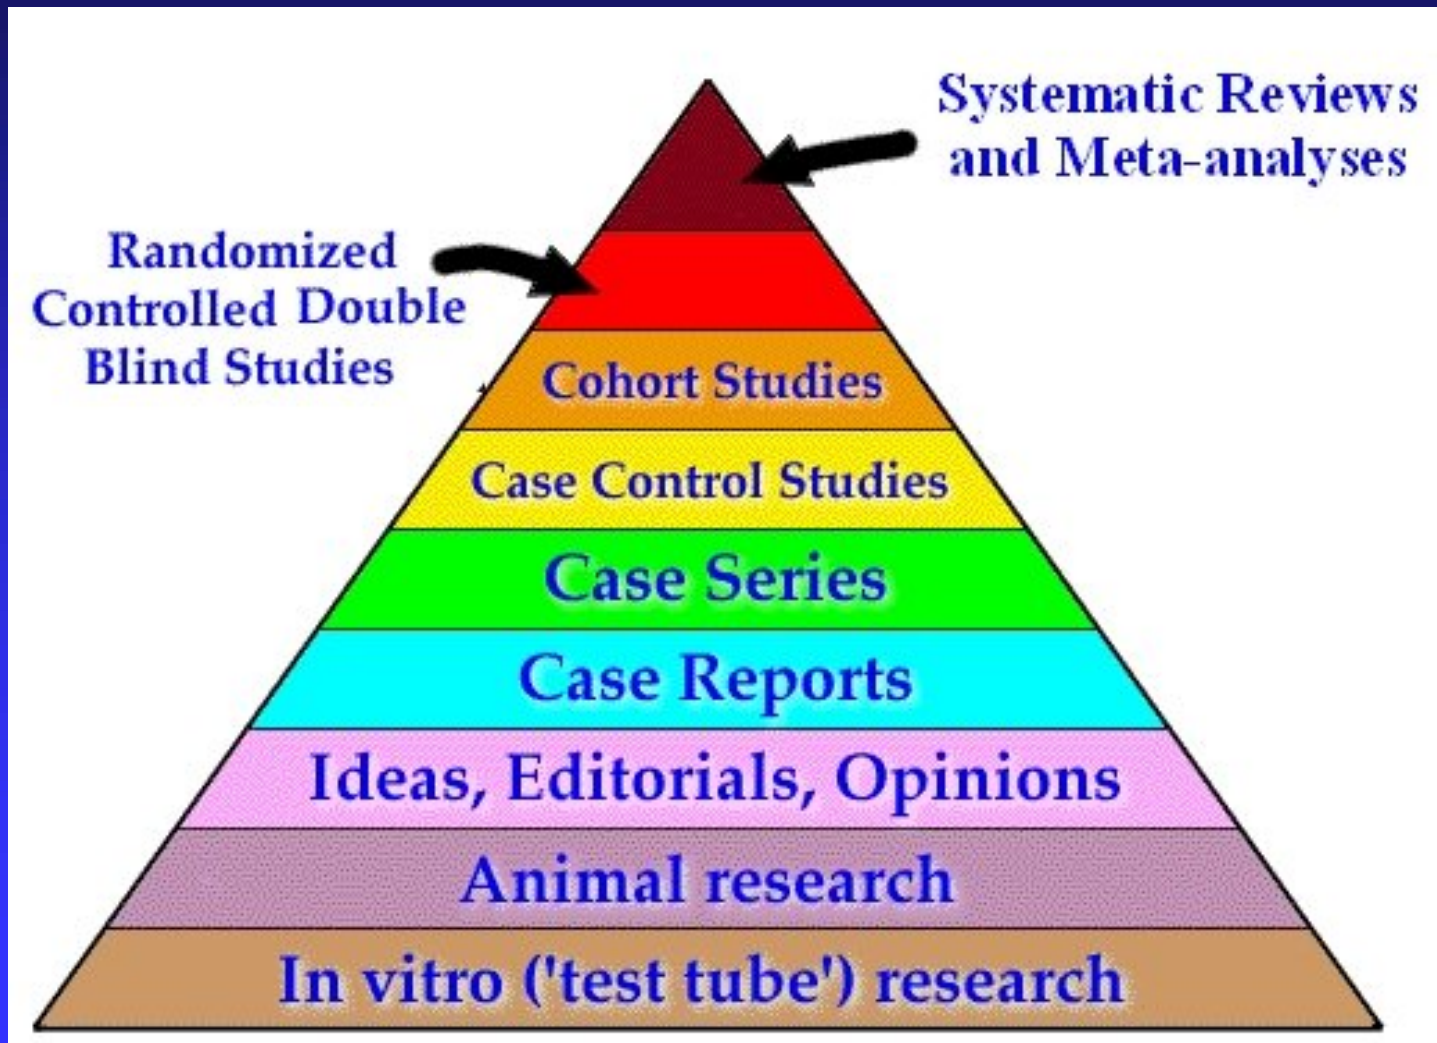 Systematic Reviews
and Meta-analyses
Randomized
Controlled Double
Blind Studies
Cohort Studies
Case Control Studies
Case Series
Case Reports
Ideas, Editorials, Opinions
Animal research
In vitro ('test tube') research